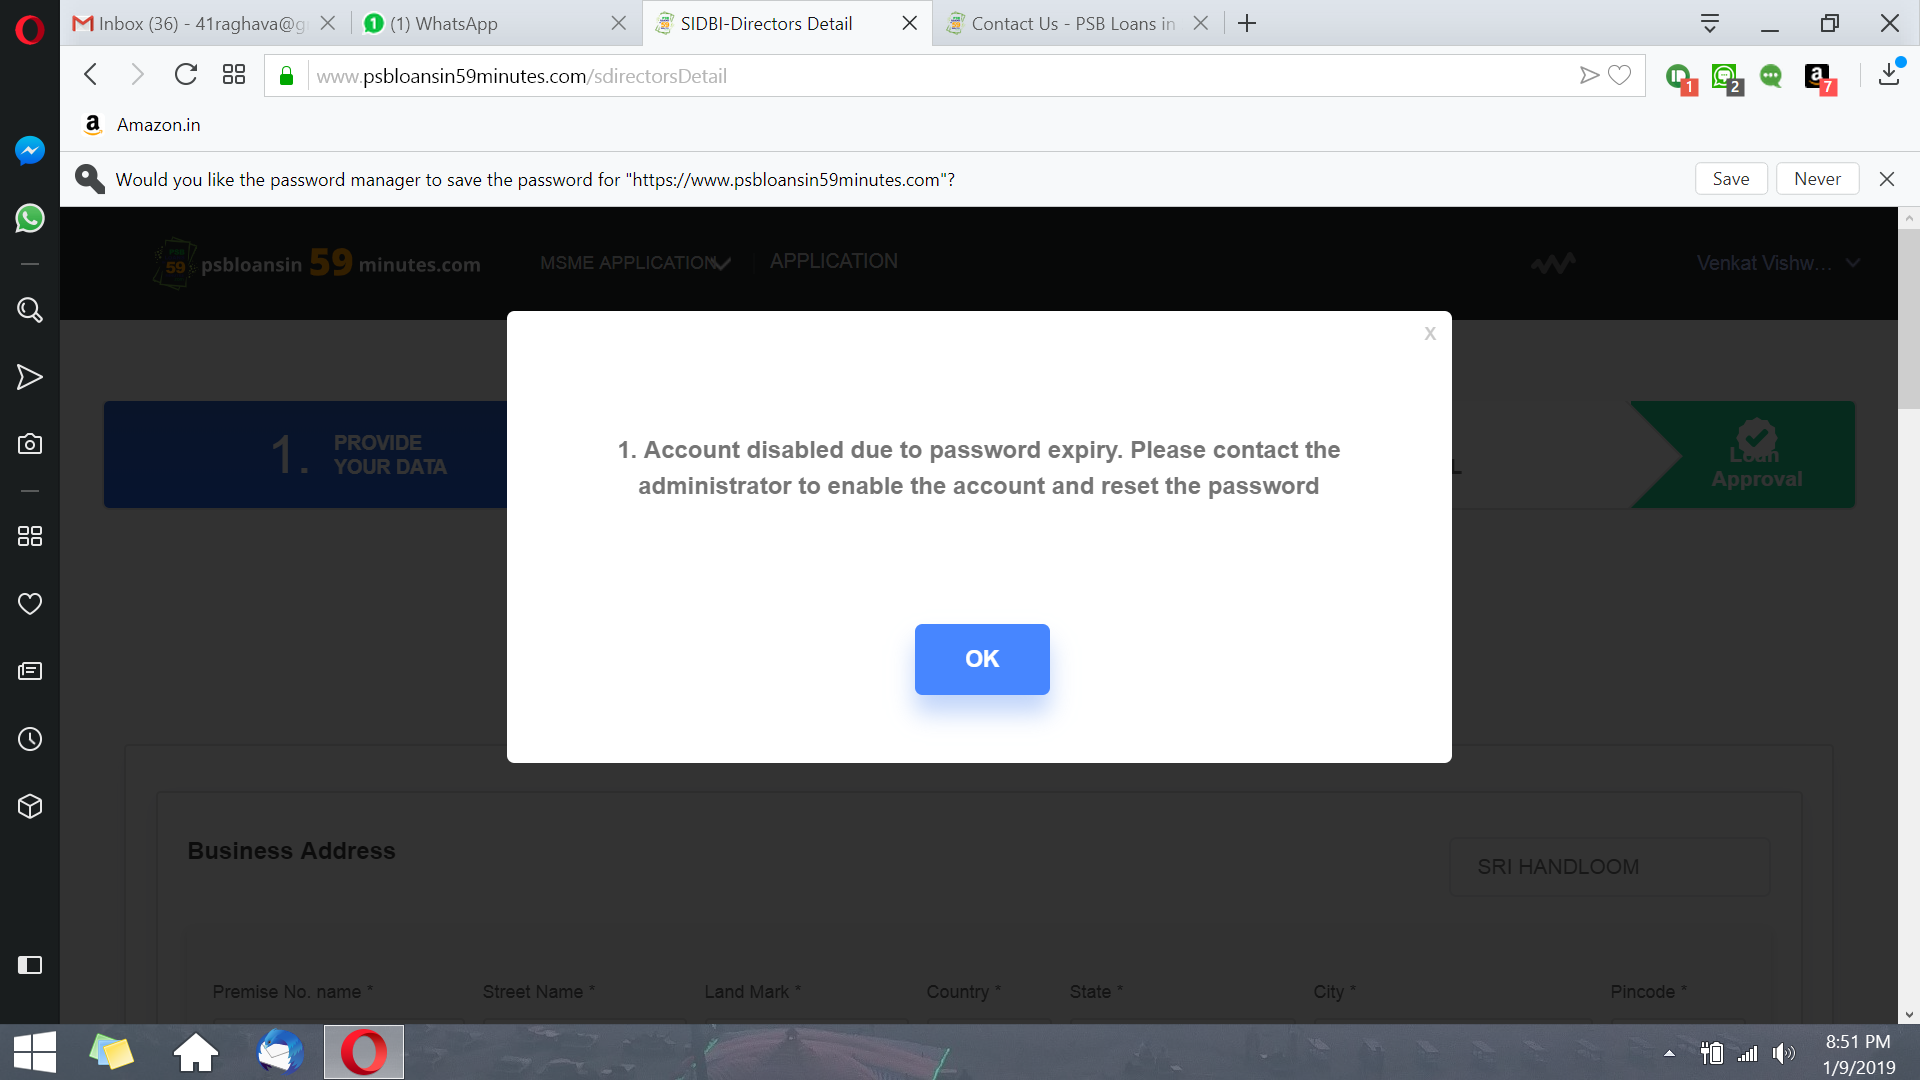 Inbox (36) - 41raghava@g
(1) WhatsApp
SIDBI-Directors Detail
Contact Us - PSB Loans in
www.psbloansin59minutes.com/sdirectorsDetail
1
2
7
Amazon.in
Would you like the password manager to save the password for "https://www.psbloansin59minutes.com"?
Save
Never
PSB
59
psbloansin 59 minutes.com
MSME APPLICATION
APPLICATION
Venkat Vishw...
X
1. PROVIDE
YOUR DATA
1. Account disabled due to password expiry. Please contact the
administrator to enable the account and reset the password
Loan
Approval
OK
Business Address
SRI HANDLOOM
Premise No. name *
Street Name *
Land Mark *
Country *
State *
City *
Pincode *
8:51 PM
1/9/2019